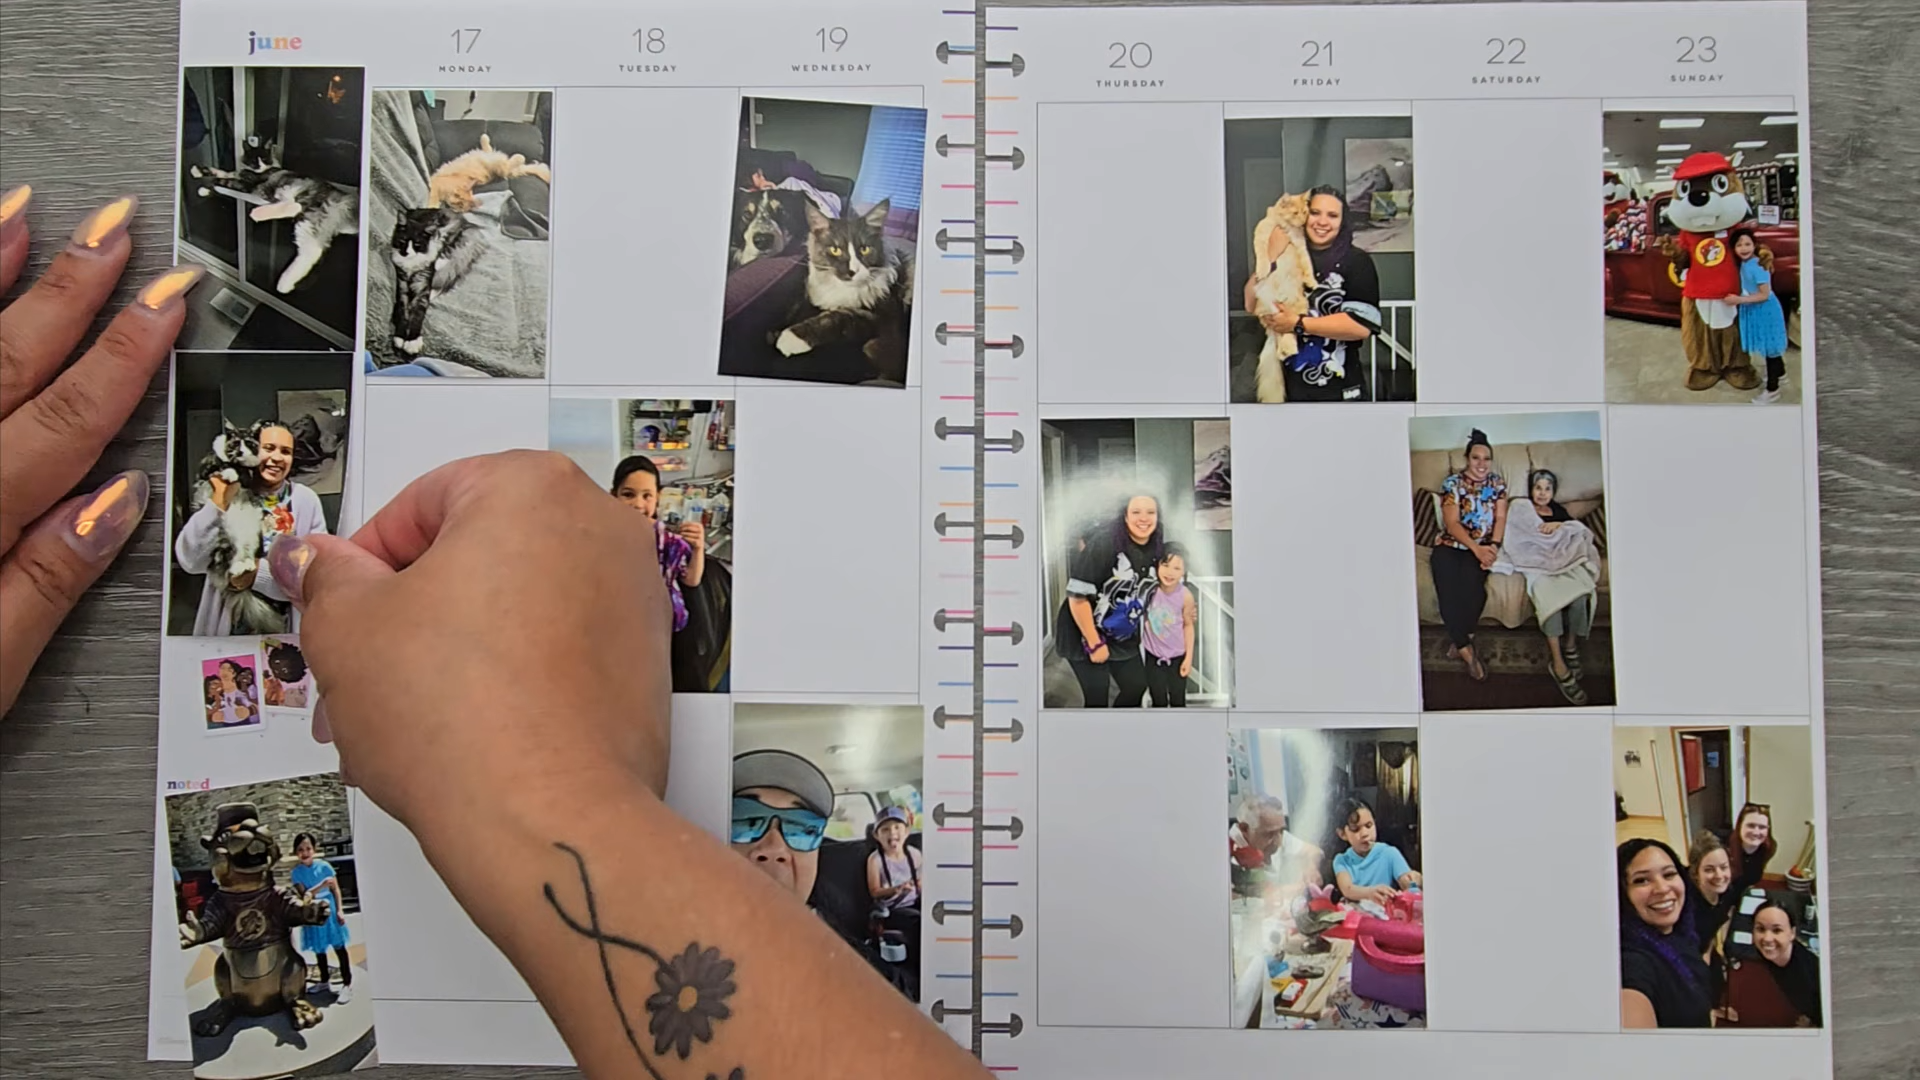 june
17
MONDAY
18
TUESDAY
19
WEDNESDAY
20
THURSDAY
21
FRIDAY
22
SATURDAY
23
SUNDAY
noted